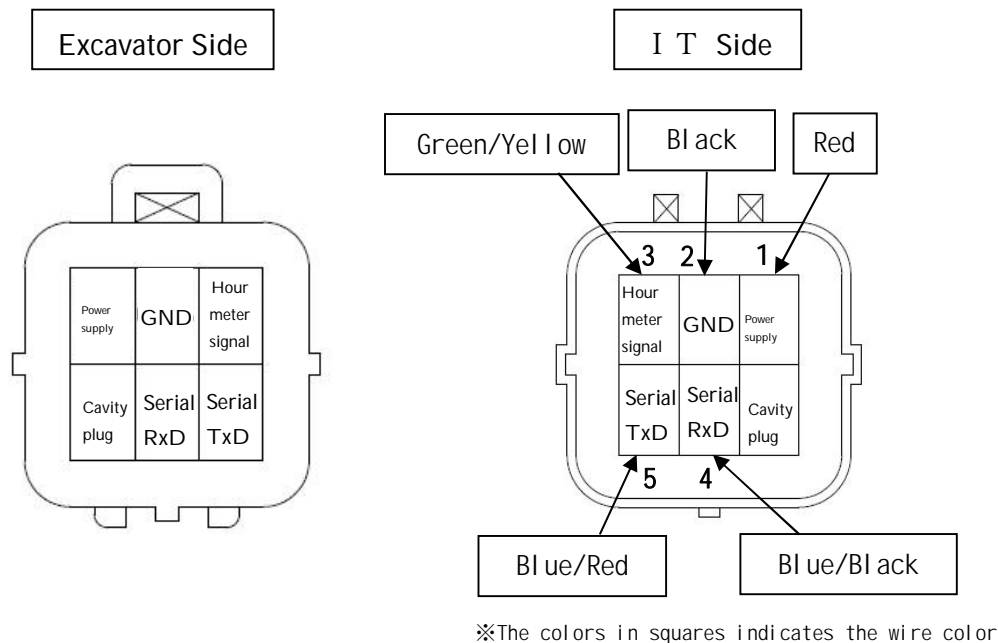 Excavator Side
ＩＴ Side
Green/Yellow
Black
Red
3 2 1
Power
supply
GND
Hour
meter
signal
Cavity
plug
Serial
RxD
Serial
TxD
Hour
meter
signal
GND
Power
supply
Serial
TxD
Serial
RxD
Cavity
plug
5 4
Blue/Red
Blue/Black
※The colors in squares indicates the wire color